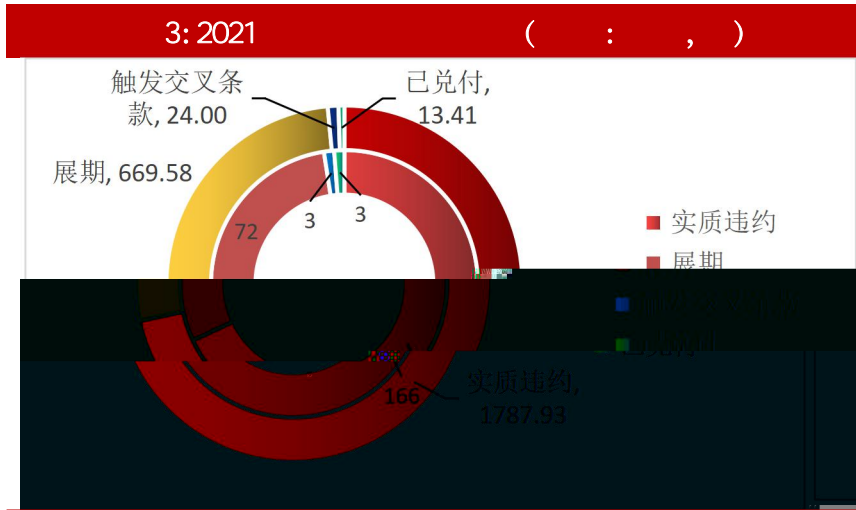 3:2021 ( : , )
触发交叉条
款, 24.00
已兑付,
13.41
展期, 669.58
72
3
3
实质违约
展期
166
实质违约,
1787.93